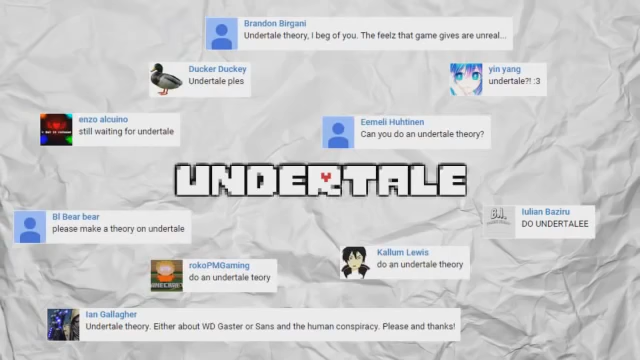 Brandon Birgani
Undertale theory, I beg of you. The feelz that game gives are unreal...
Ducker Duckey
Undertale ples
yin yang
undertale?! :3
enzo alcuino
still waiting for undertale
Eemeli Huhtinen
Can you do an undertale theory?
UNDERTALE
Bl Bear bear
please make a theory on undertale
Iulian Baziru
DO UNDERTALEE
rokoPMGaming
do an undertale teory
Kallum Lewis
do an undertale theory
Ian Gallagher
Undertale theory. Either about WD Gaster or Sans and the human conspiracy. Please and thanks!